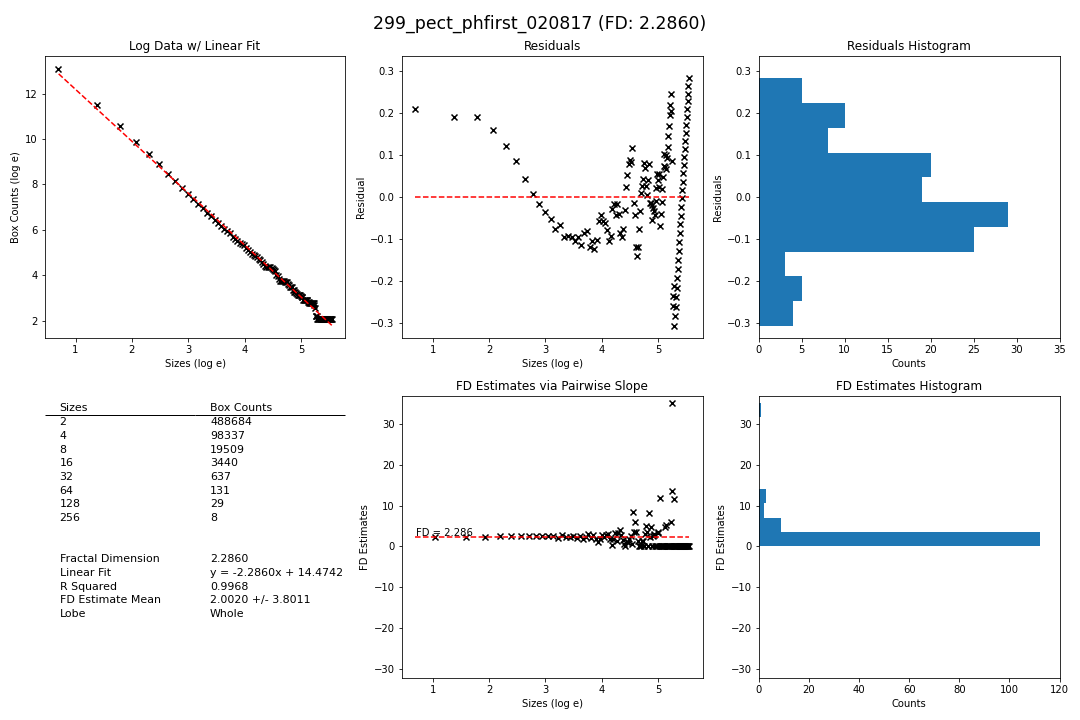 299_pect_phfirst_020817 (FD: 2.2860)
Log Data w/ Linear Fit
Box Counts (log e)
12
10
8
6
4
2
1 2 3 4 5
Sizes (log e)
Residuals
Residual
0.3
0.2
0.1
0.0
−0.1
−0.2
−0.3
1 2 3 4 5
Sizes (log e)
Residuals Histogram
Residuals
0.3
0.2
0.1
0.0
−0.1
−0.2
−0.3
0 5 10 15 20 25 30 35
Counts
Sizes Box Counts
2 488684
4 98337
8 19509
16 3440
32 637
64 131
128 29
256 8
Fractal Dimension 2.2860
Linear Fit y = -2.2860x + 14.4742
R Squared 0.9968
FD Estimate Mean 2.0020 +/- 3.8011
Lobe Whole
FD Estimates via Pairwise Slope
FD Estimates
30
20
10
0
−10
−20
−30
FD = 2.286
1 2 3 4 5
Sizes (log e)
FD Estimates Histogram
FD Estimates
30
20
10
0
−10
−20
−30
0 20 40 60 80 100 120
Counts